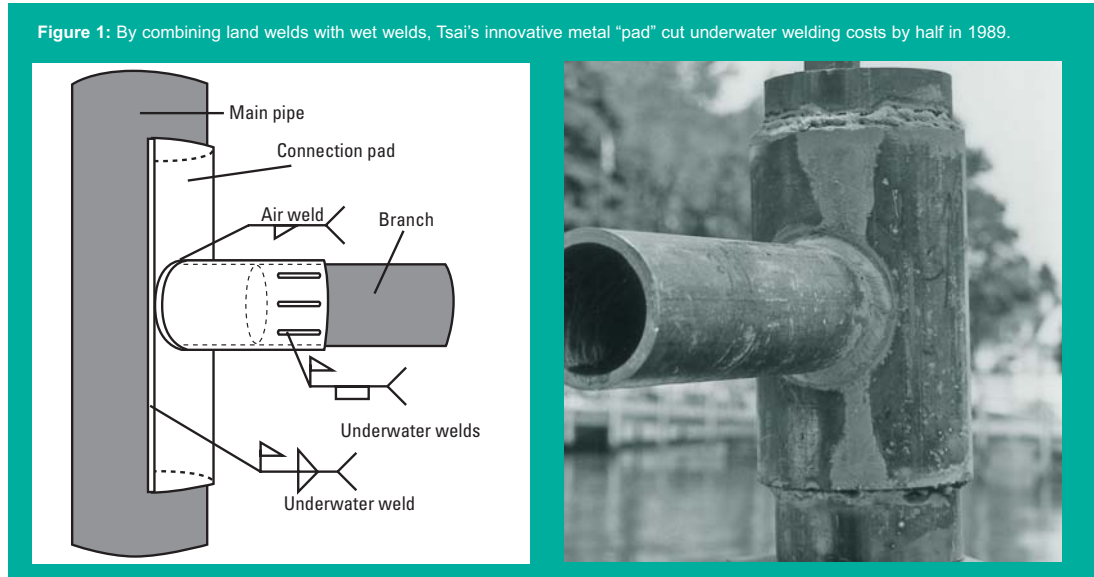 Figure 1: By combining land welds with wet welds, Tsai’s innovative metal “pad” cut underwater welding costs by half in 1989.
Main pipe
Connection pad
Air weld
Branch
Underwater welds
Underwater weld